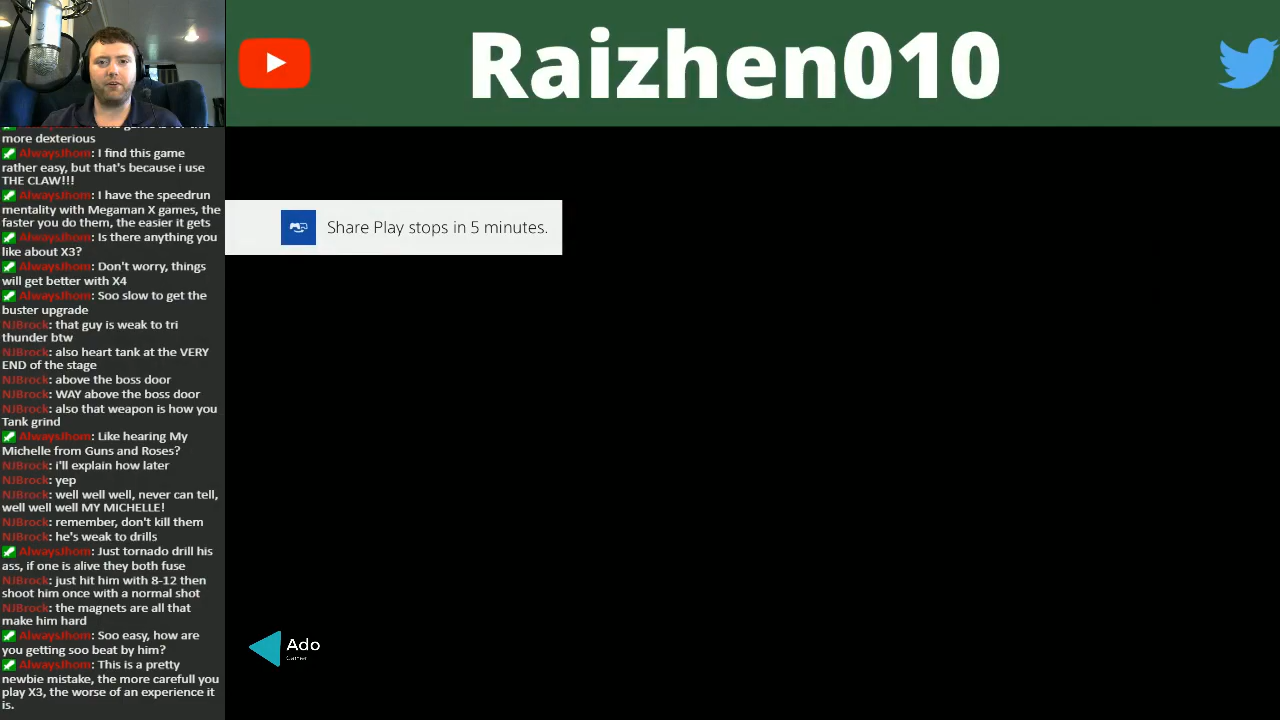 Raizhen010
AlwaysJhom: This game is for the
more dexterious
AlwaysJhom: I find this game
rather easy, but that's because i use
THE CLAW!!!
AlwaysJhom: I have the speedrun
mentality with Megaman X games, the
faster you do them, the easier it gets
AlwaysJhom: Is there anything you
like about X3?
AlwaysJhom: Don't worry, things
will get better with X4
AlwaysJhom: Soo slow to get the
buster upgrade
NJBrock: that guy is weak to tri
thunder btw
NJBrock: also heart tank at the VERY
END of the stage
NJBrock: above the boss door
NJBrock: WAY above the boss door
NJBrock: also that weapon is how you
Tank grind
AlwaysJhom: Like hearing My
Michelle from Guns and Roses?
NJBrock: i'll explain how later
NJBrock: yep
NJBrock: well well well, never can tell,
well well well MY MICHELLE!
NJBrock: remember, don't kill them
NJBrock: he's weak to drills
AlwaysJhom: Just tornado drill his
ass, if one is alive they both fuse
NJBrock: just hit him with 8-12 then
shoot him once with a normal shot
NJBrock: the magnets are all that
make him hard
AlwaysJhom: Soo easy, how are
you getting soo beat by him?
AlwaysJhom: This is a pretty
newbie mistake, the more carefull you
play X3, the worse of an experience it
is.
Share Play stops in 5 minutes.
Ado
Gamer